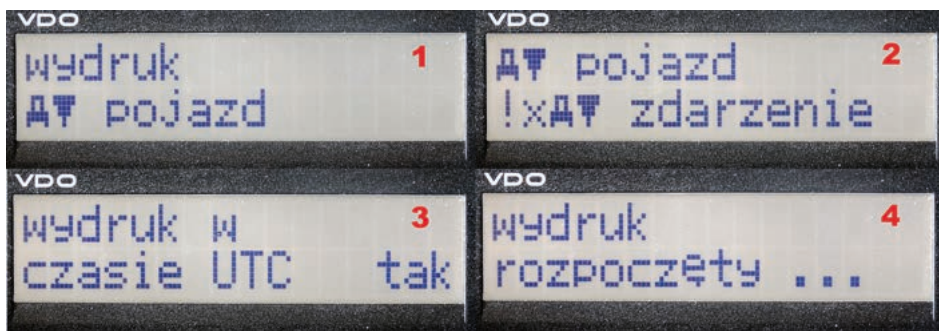 VDO
wydruk 1
pojazd
VDO
pojazd 2
!x zdarzenie
VDO
wydruk w 3
czasie UTC tak
VDO
wydruk 4
rozpoczęty ...